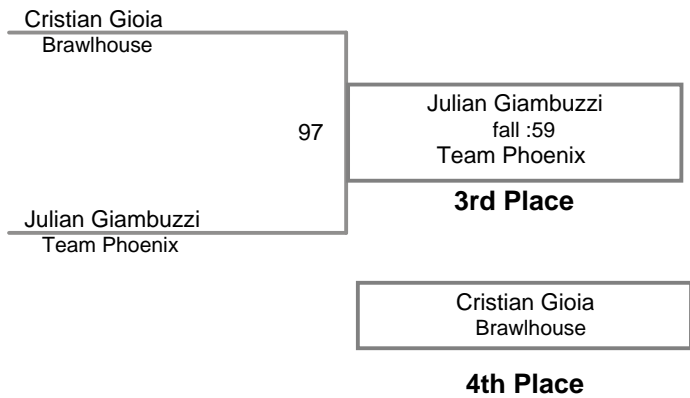 Cristian Gioia
Brawlhouse
97
Julian Giambuzzi
fall :59
Team Phoenix
3rd Place
Julian Giambuzzi
Team Phoenix
Cristian Gioia
Brawlhouse
4th Place